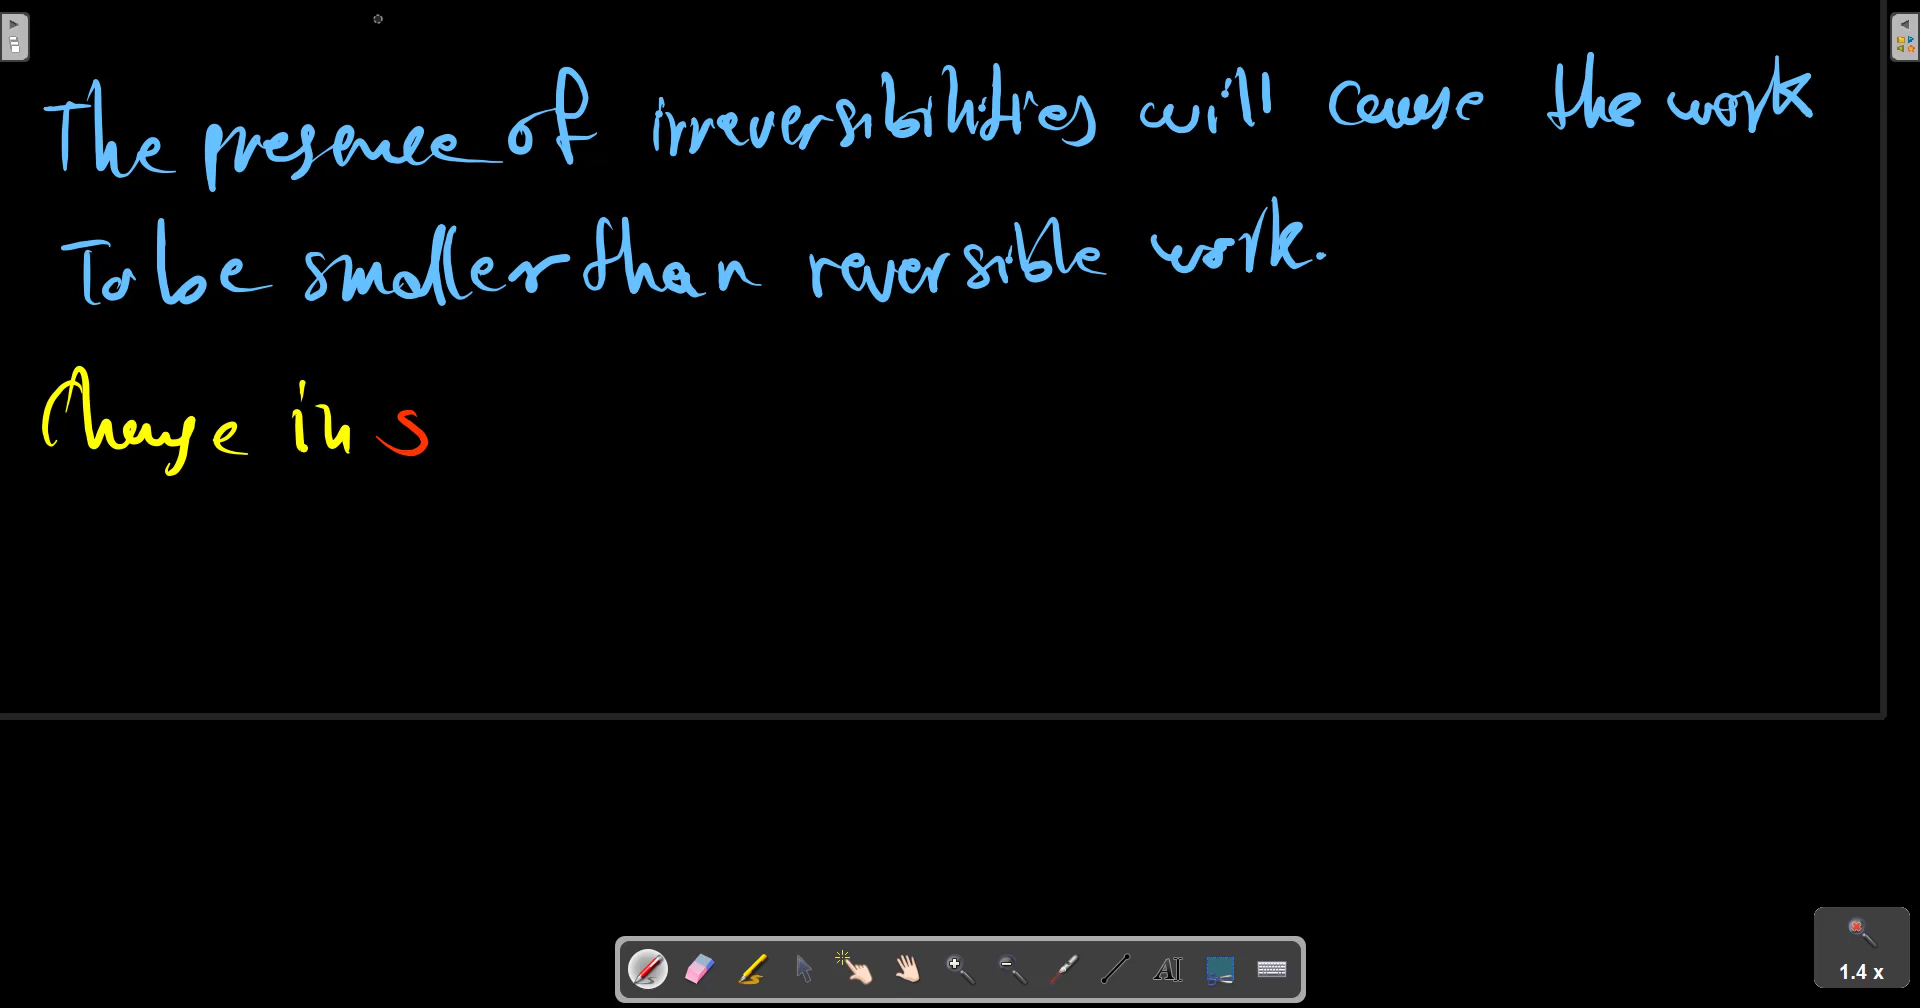 The presence of irreversibilities will cause the work
To be smaller than reversible work.
Change in s
1.4 x